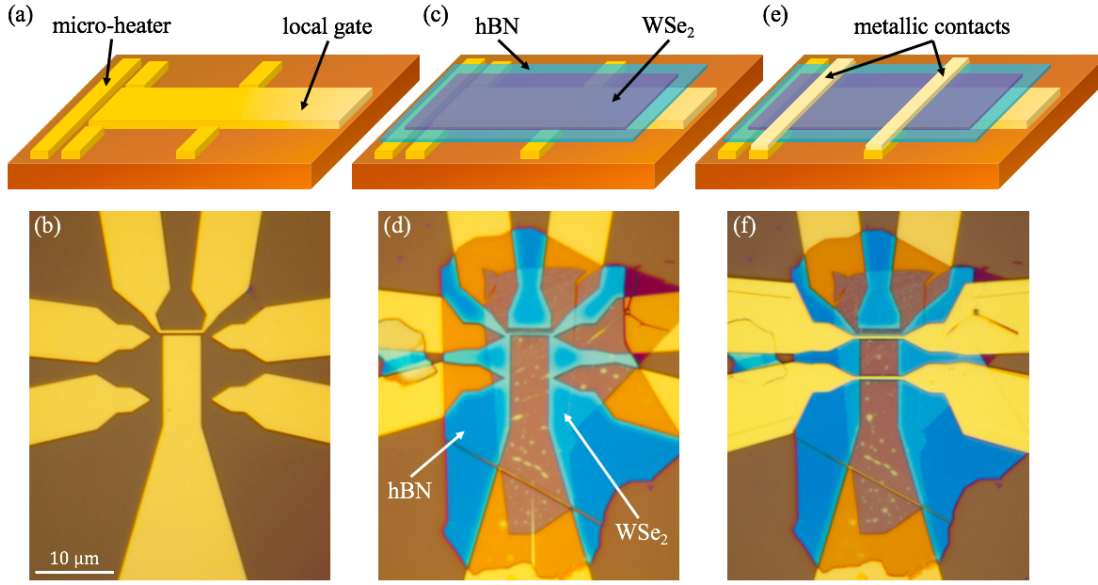 (a)
micro-heater
local gate
(c)
hBN
WSe₂
(e)
metallic contacts
(b)
10 μm
(d)
hBN
WSe₂
(f)